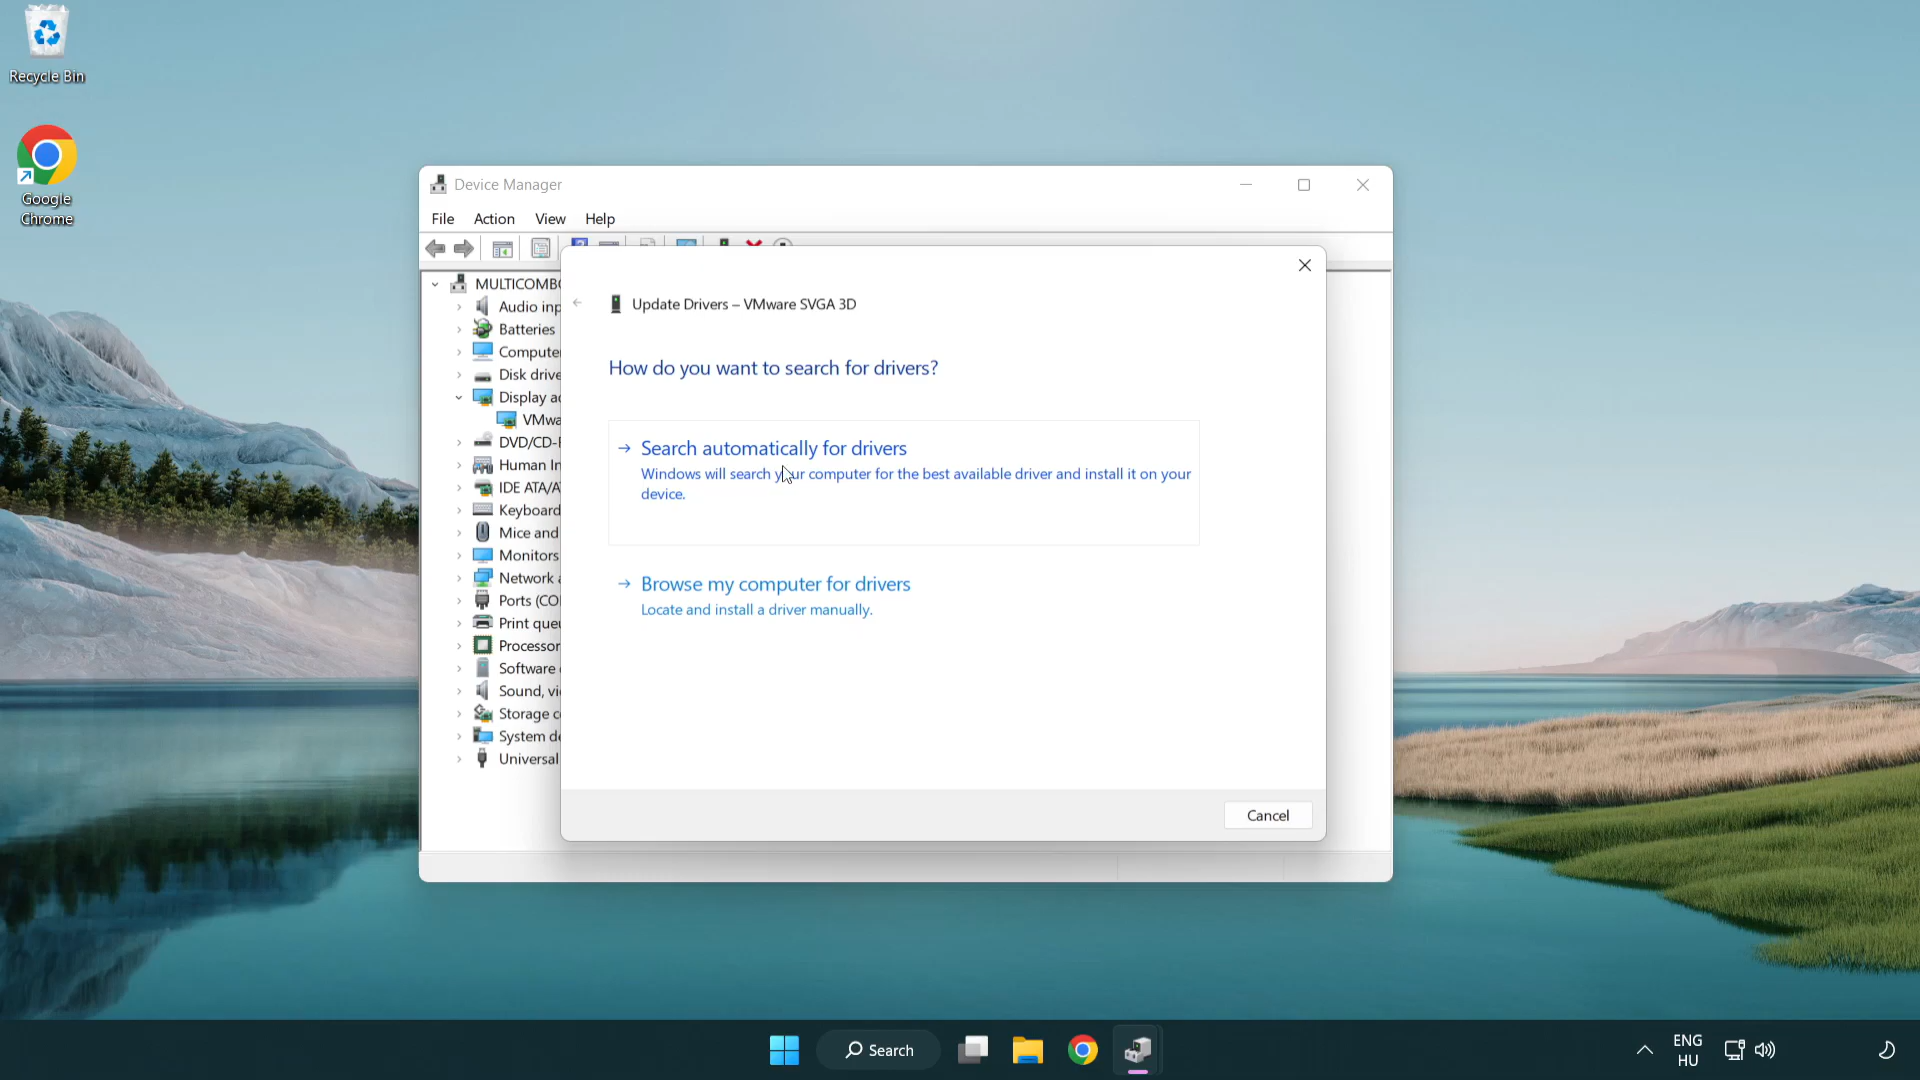 Recycle Bin
Google
Chrome
Device Manager
File Action View Help
MULTICOMBO
Audio inp
Batteries
Compute
Disk drive
Display a
VMwa
DVD/CD-
Human In
IDE ATA/A
Keyboard
Mice and
Monitors
Network a
Ports (CO
Print que
Processor
Software
Sound, vi
Storage c
System de
Universal
Update Drivers – VMware SVGA 3D
How do you want to search for drivers?
Search automatically for drivers
Windows will search your computer for the best available driver and install it on your
device.
Browse my computer for drivers
Locate and install a driver manually.
Cancel
Search
ENG
HU